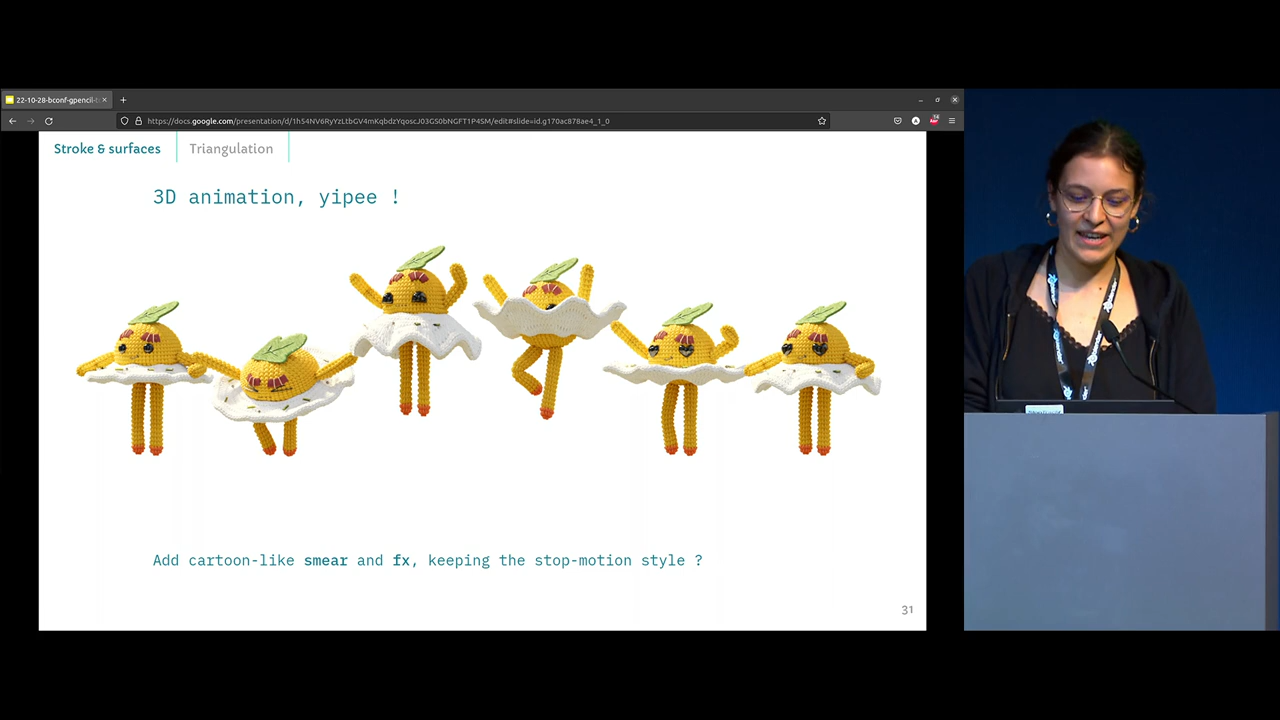 22-10-28-bconf-gpencil-t
https://docs.google.com/presentation/d/1h54NV6RyYzLtbGV4mKqbdzYqoscJ03GS0bNGFT1P4SM/edit#slide=id.g170ac878ae4_1_0
Stroke & surfaces
Triangulation
3D animation, yipee !
Add cartoon-like smear and fx, keeping the stop-motion style ?
31